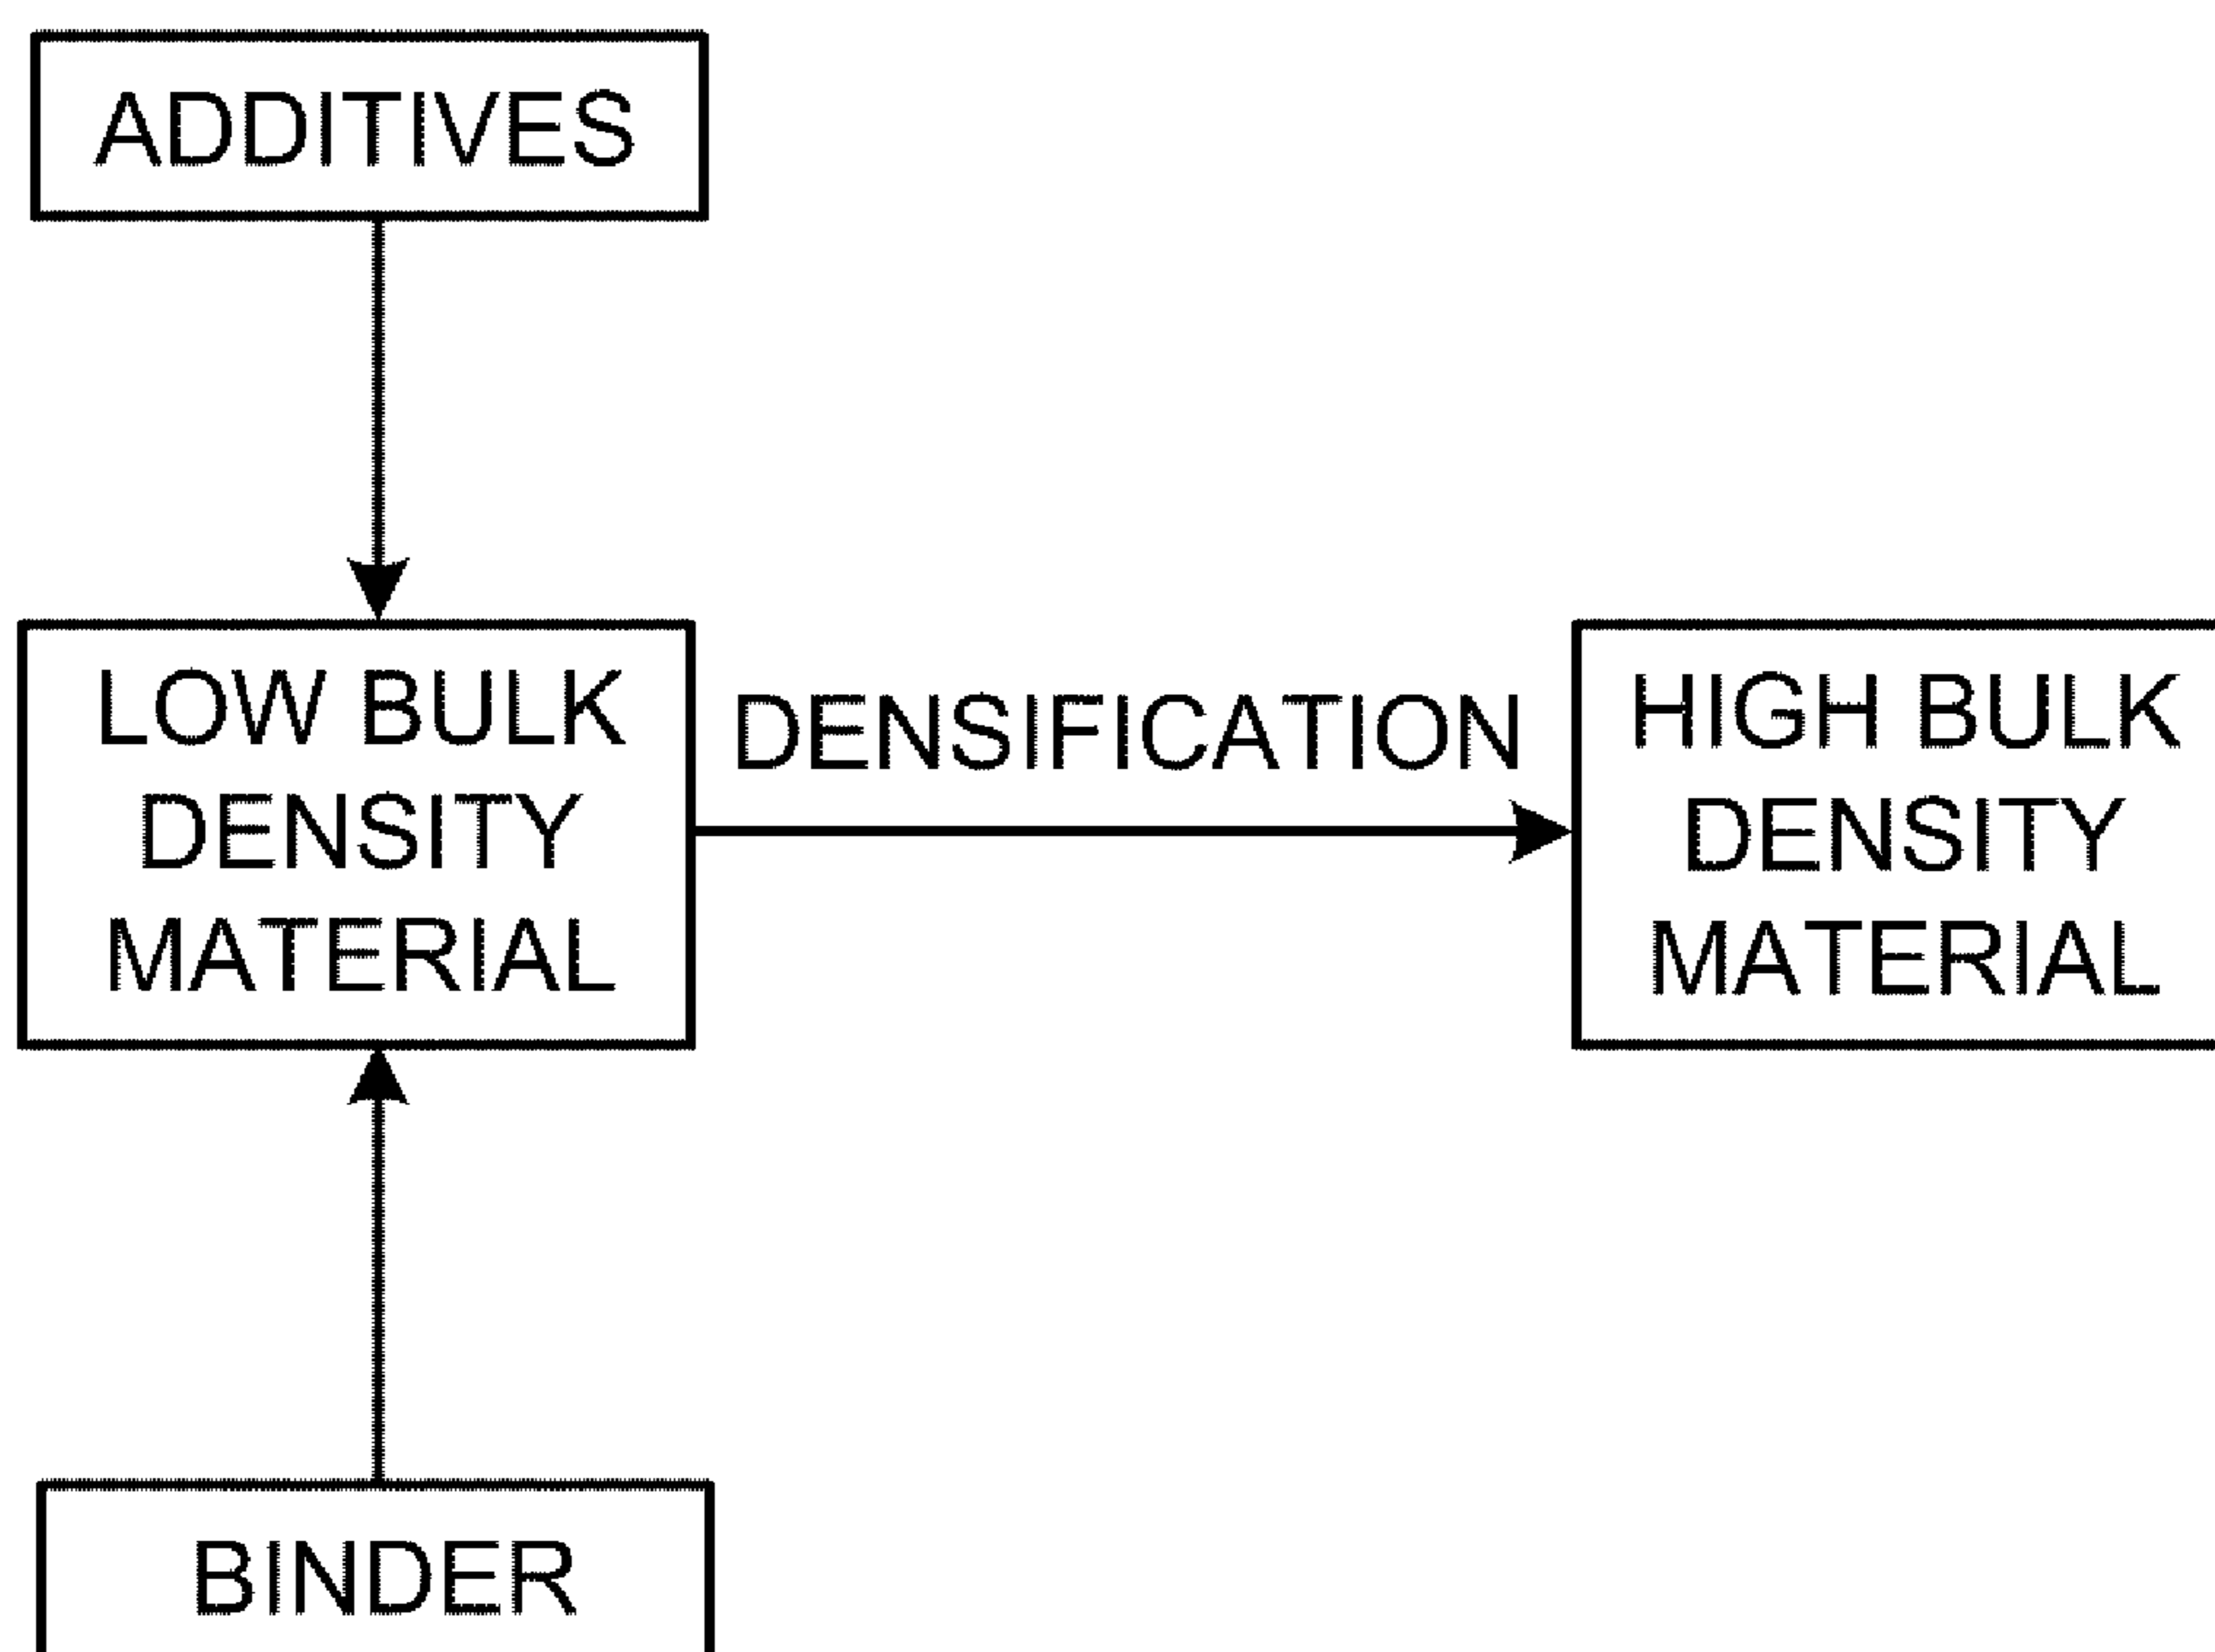 ADDITIVES
LOW BULK
DENSITY
MATERIAL
DENSIFICATION
HIGH BULK
DENSITY
MATERIAL
BINDER